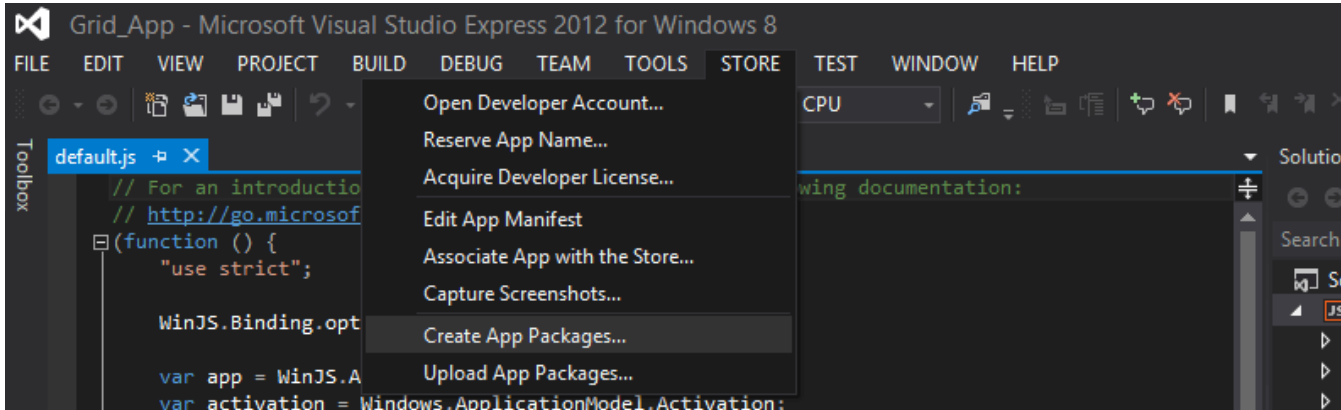 Grid_App - Microsoft Visual Studio Express 2012 for Windows 8
FILE EDIT VIEW PROJECT BUILD DEBUG TEAM TOOLS STORE TEST WINDOW HELP
CPU
Toolbox
default.js
Open Developer Account...
Reserve App Name...
Acquire Developer License...
Edit App Manifest
Associate App with the Store...
Capture Screenshots...
Create App Packages...
Upload App Packages...
// For an introductio
wing documentation:
// http://go.microsof
(function () {
"use strict";
WinJS.Binding.opt
var app = WinJS.A
var activation = Windows.ApplicationModel.Activation;
Solutio
Search
S
JS